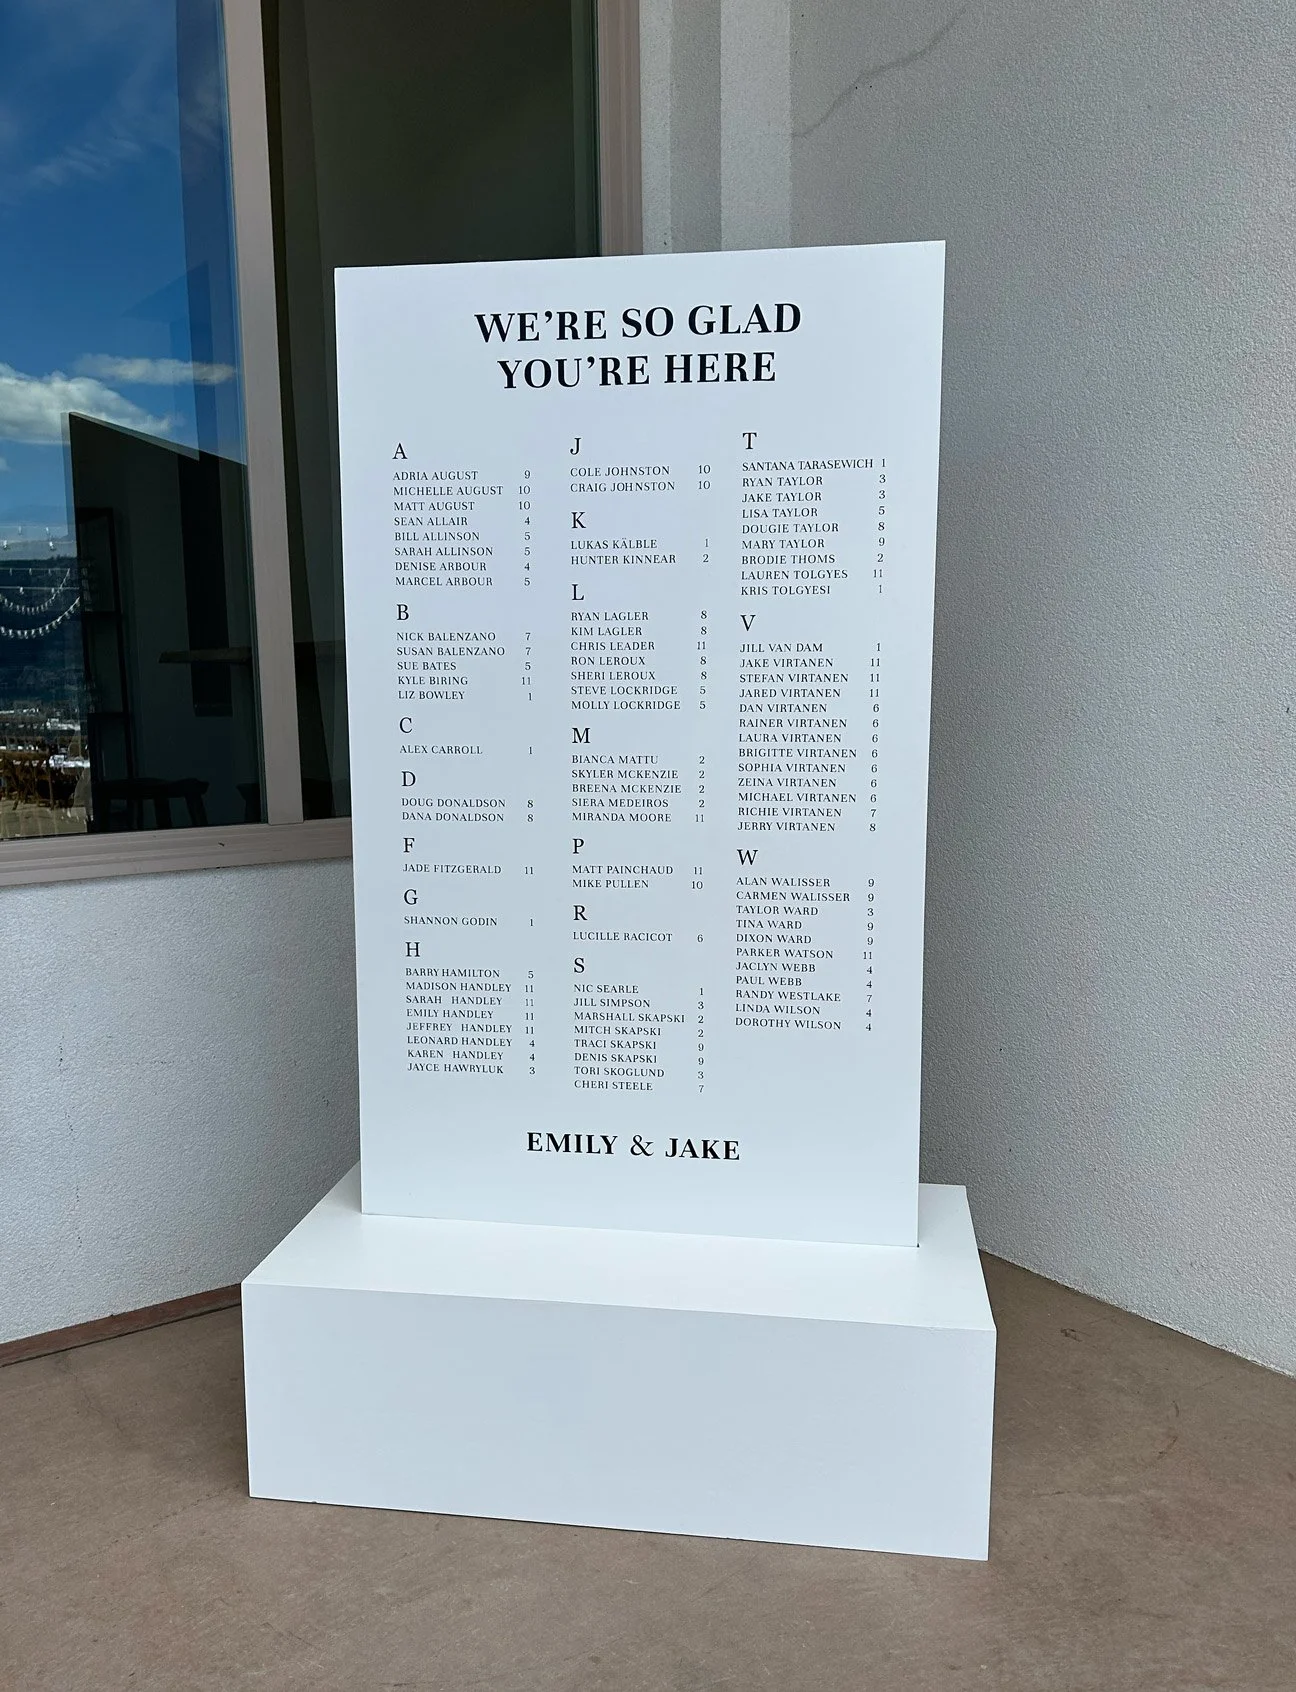 WE'RE SO GLAD
YOU'RE HERE
A
ADRIA AUGUST 9
MICHELLE AUGUST 10
MATT AUGUST 10
SEAN ALLAIR 4
BILL ALLINSON 5
SARAH ALLINSON 5
DENISE ARBOUR 4
MARCEL ARBOUR 5
B
NICK BALENZANO 7
SUSAN BALENZANO 7
SUE BATES 5
KYLE BIRING 11
LIZ BOWLEY 1
C
ALEX CARROLL 1
D
DOUG DONALDSON 8
DANA DONALDSON 8
F
JADE FITZGERALD 11
G
SHANNON GODIN 1
H
BARRY HAMILTON 5
MADISON HANDLEY 11
SARAH HANDLEY 11
EMILY HANDLEY 11
JEFFREY HANDLEY 11
LEONARD HANDLEY 4
KAREN HANDLEY 4
JAYCE HAWRYLUK 3
J
COLE JOHNSTON 10
CRAIG JOHNSTON 10
K
LUKAS KÄLBLE 1
HUNTER KINNEAR 2
L
RYAN LAGLER 8
KIM LAGLER 8
CHRIS LEADER 11
RON LEROUX 8
SHERI LEROUX 8
STEVE LOCKRIDGE 5
MOLLY LOCKRIDGE 5
M
BIANCA MATTU 2
SKYLER MCKENZIE 2
BREENA MCKENZIE 2
SIERA MEDEIROS 2
MIRANDA MOORE 11
P
MATT PAINCHAUD 11
MIKE PULLEN 10
R
LUCILLE RACICOT 6
S
NIC SEARLE 1
JILL SIMPSON 3
MARSHALL SKAPSKI 2
MITCH SKAPSKI 2
TRACI SKAPSKI 9
DENIS SKAPSKI 9
TORI SKOGLUND 3
CHERI STEELE 7
T
SANTANA TARASEWICH 1
RYAN TAYLOR 3
JAKE TAYLOR 3
LISA TAYLOR 5
DOUGIE TAYLOR 8
MARY TAYLOR 9
BRODIE THOMS 2
LAUREN TOLGYES 11
KRIS TOLGYESI 1
V
JILL VAN DAM 1
JAKE VIRTANEN 11
STEFAN VIRTANEN 11
JARED VIRTANEN 11
DAN VIRTANEN 6
RAINER VIRTANEN 6
LAURA VIRTANEN 6
BRIGITTE VIRTANEN 6
SOPHIA VIRTANEN 6
ZEINA VIRTANEN 6
MICHAEL VIRTANEN 6
RICHIE VIRTANEN 7
JERRY VIRTANEN 8
W
ALAN WALISSER 9
CARMEN WALISSER 9
TAYLOR WARD 3
TINA WARD 9
DIXON WARD 9
PARKER WATSON 11
JACLYN WEBB 4
PAUL WEBB 4
RANDY WESTLAKE 7
LINDA WILSON 4
DOROTHY WILSON 4
EMILY & JAKE